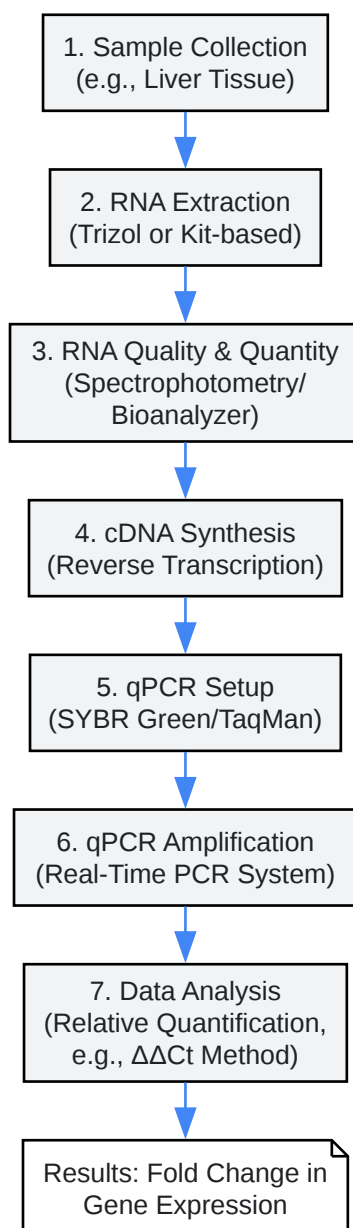 1. Sample Collection
(e.g., Liver Tissue)
2. RNA Extraction
(Trizol or Kit-based)
3. RNA Quality & Quantity
(Spectrophotometry/
Bioanalyzer)
4. cDNA Synthesis
(Reverse Transcription)
5. qPCR Setup
(SYBR Green/TaqMan)
6. qPCR Amplification
(Real-Time PCR System)
7. Data Analysis
(Relative Quantification,
e.g., ΔΔCt Method)
Results: Fold Change in
Gene Expression